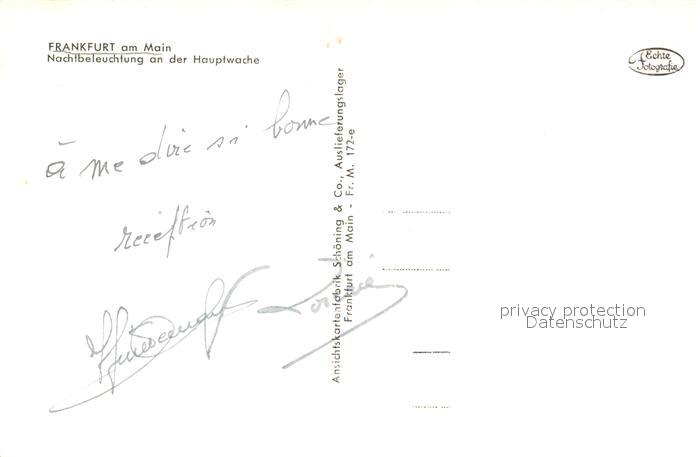 FRANKFURT am Main
Nachtbeleuchtung an der Hauptwache
Echte
Fotografie
à me dire si bonne
réception
Ansichtskartenfabrik Schöning & Co., Auslieferungslager
Frankfurt am Main - Fr. M. 172-e
privacy protection
Datenschutz